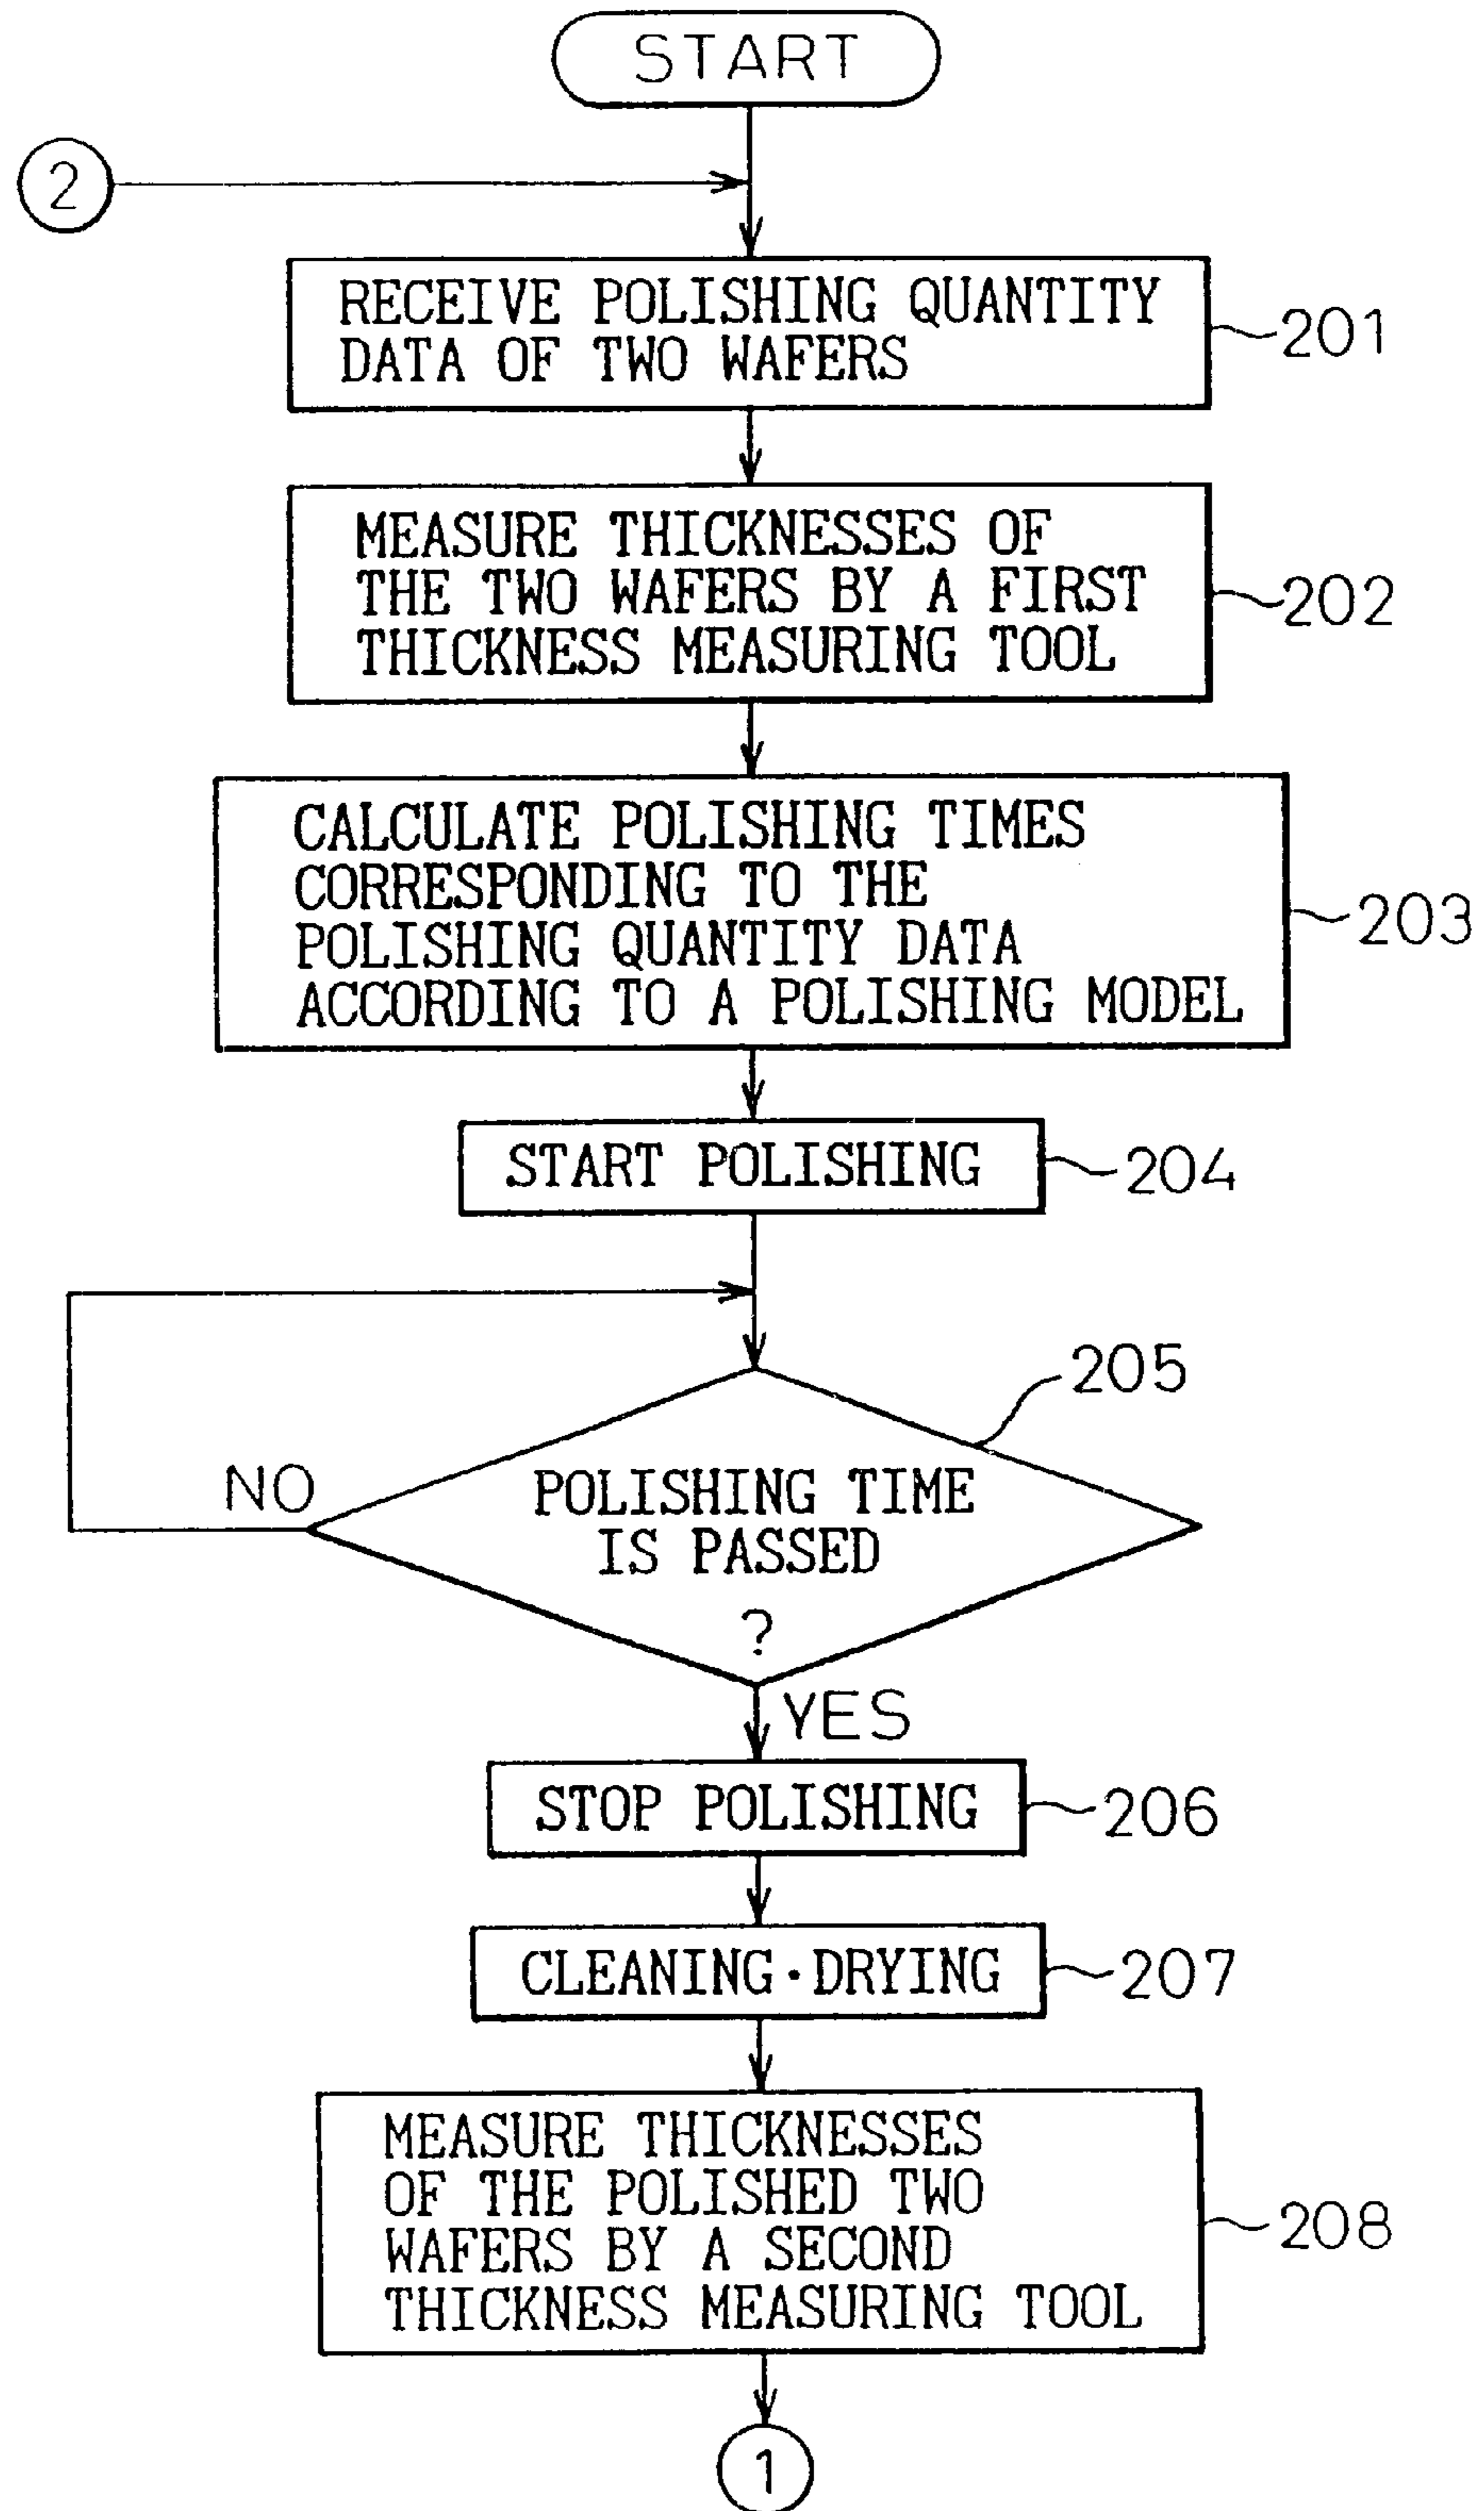 START
2
RECEIVE POLISHING QUANTITY
DATA OF TWO WAFERS
201
MEASURE THICKNESSES OF
THE TWO WAFERS BY A FIRST
THICKNESS MEASURING TOOL
202
CALCULATE POLISHING TIMES
CORRESPONDING TO THE
POLISHING QUANTITY DATA
ACCORDING TO A POLISHING MODEL
203
START POLISHING
204
205
NO
POLISHING TIME
IS PASSED
?
YES
STOP POLISHING
206
CLEANING·DRYING
207
MEASURE THICKNESSES
OF THE POLISHED TWO
WAFERS BY A SECOND
THICKNESS MEASURING TOOL
208
1